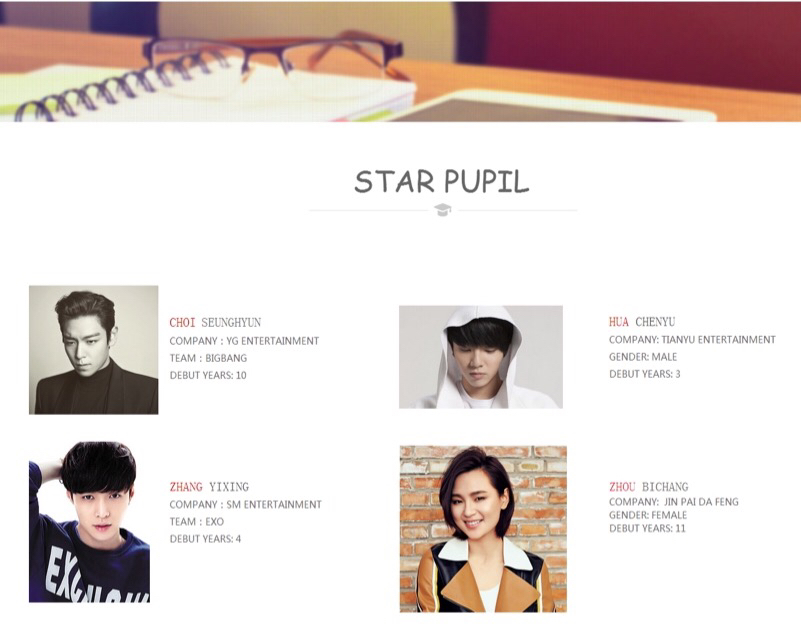 STAR PUPIL
CHOI SEUNGHYUN
COMPANY : YG ENTERTAINMENT
TEAM : BIGBANG
DEBUT YEARS: 10
HUA CHENYU
COMPANY: TIANYU ENTERTAINMENT
GENDER: MALE
DEBUT YEARS: 3
ZHANG YIXING
COMPANY : SM ENTERTAINMENT
TEAM : EXO
DEBUT YEARS: 4
ZHOU BICHANG
COMPANY: JIN PAI DA FENG
GENDER: FEMALE
DEBUT YEARS: 11